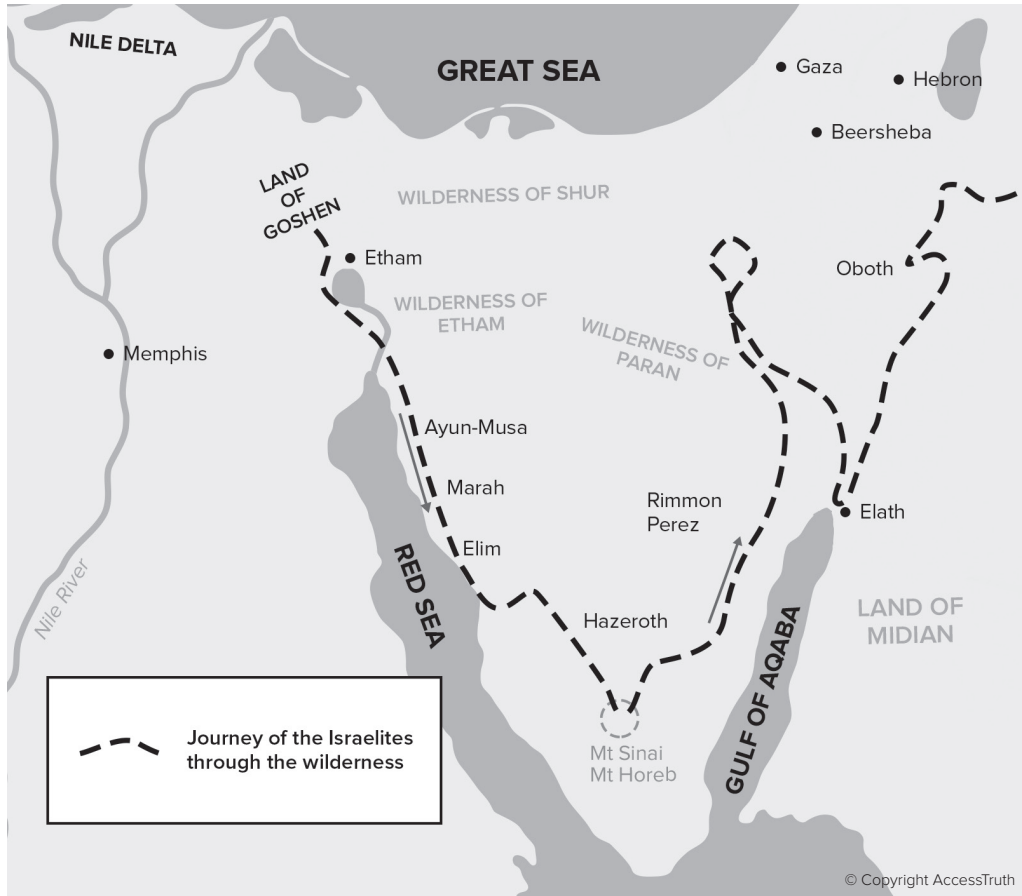 NILE DELTA
GREAT SEA
Gaza
Hebron
Beersheba
LAND
OF
GOSHEN
WILDERNESS OF SHUR
Etham
Oboth
WILDERNESS OF
ETHAM
WILDERNESS OF
PARAN
Memphis
Ayun-Musa
Marah
Rimmon
Perez
Elath
Elim
RED SEA
Nile River
Hazeroth
LAND OF
MIDIAN
GULF OF AQABA
Journey of the Israelites
through the wilderness
Mt Sinai
Mt Horeb
© Copyright AccessTruth